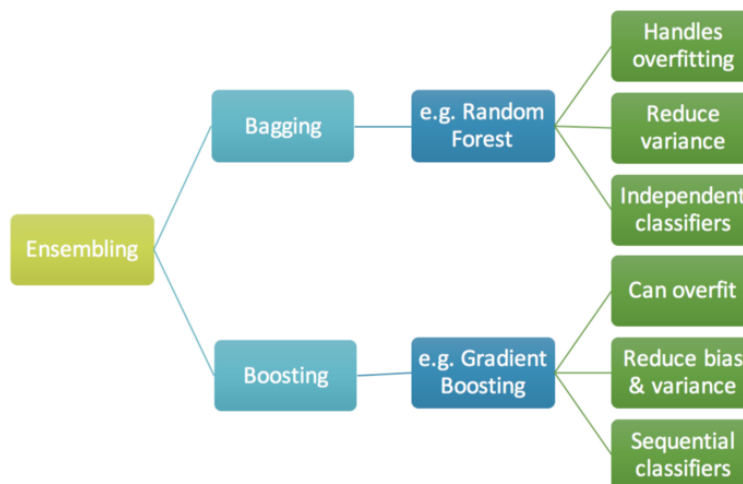 Ensembling
Bagging
e.g. Random
Forest
Handles
overfitting
Reduce
variance
Independent
classifiers
Boosting
e.g. Gradient
Boosting
Can overfit
Reduce bias
& variance
Sequential
classifiers